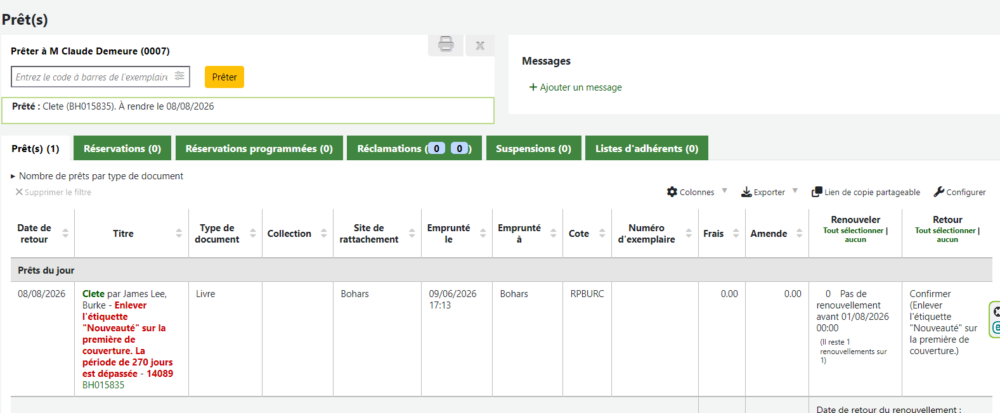 Prêt(s)
Prêter à M Claude Demeure (0007)
Entrez le code à barres de l'exemplaire
Prêter
Prêté : Clete (BH015835). À rendre le 08/08/2026
Messages
+ Ajouter un message
Prêt(s) (1)
Réservations (0)
Réservations programmées (0)
Réclamations (0 0)
Suspensions (0)
Listes d'adhérents (0)
Nombre de prêts par type de document
Supprimer le filtre
Colonnes
Exporter
Lien de copie partageable
Configurer
Date de
retour
Titre
Type de
document
Collection
Site de
rattachement
Emprunté
le
Emprunté
à
Cote
Numéro
d'exemplaire
Frais
Amende
Renouveler
Tout sélectionner |
aucun
Retour
Tout sélectionner |
aucun
Prêts du jour
08/08/2026
Clete par James Lee,
Burke - Enlever
l'étiquette
"Nouveauté" sur la
première de
couverture. La
période de 270 jours
est dépassée - 14089
BH015835
Livre
Bohars
09/06/2026
17:13
Bohars
RPBURC
0.00
0.00
0 Pas de
renouvellement
avant 01/08/2026
00:00
(Il reste 1
renouvellements sur
1)
Confirmer
(Enlever
l'étiquette
"Nouveauté" sur
la première de
couverture.)
Date de retour du renouvellement :